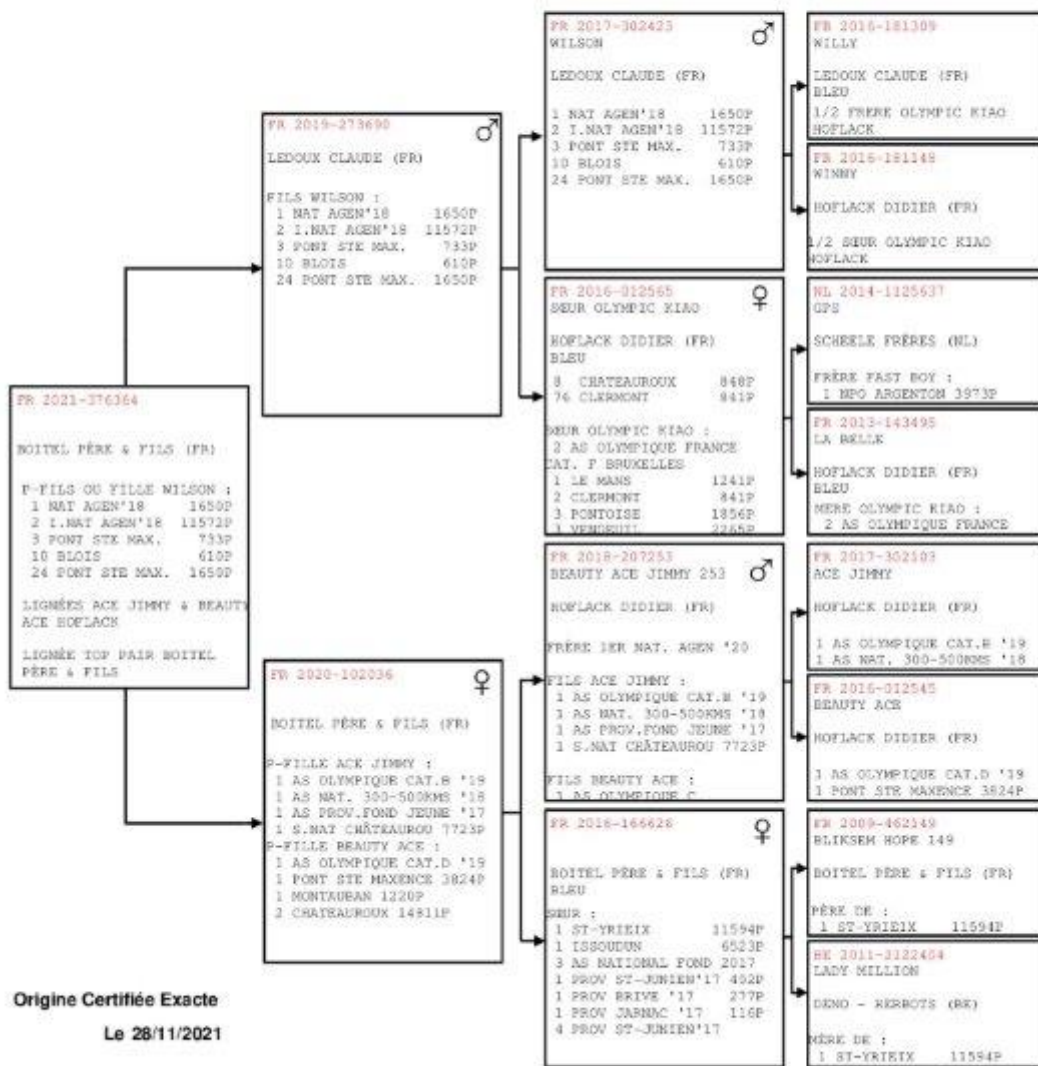 FR 2021-376364
BOITEL PÈRE & FILS (FR)
P-FILS OU FILLE WILSON :
1 NAT AGEN'18 1650P
2 I.NAT AGEN'18 11572P
3 PONT STE MAX. 733P
10 BLOIS 610P
24 PONT STE MAX. 1650P
LIGNÉES ACE JIMMY & BEAUTY
ACE HOFLACK
LIGNÉE TOP PAIR BOITEL
PÈRE & FILS
FR 2019-273690
♂
LEDOUX CLAUDE (FR)
FILS WILSON :
1 NAT AGEN'18 1650P
2 I.NAT AGEN'18 11572P
3 PONT STE MAX. 733P
10 BLOIS 610P
24 PONT STE MAX. 1650P
FR 2020-102036
♀
BOITEL PÈRE & FILS (FR)
P-FILLE ACE JIMMY :
1 AS OLYMPIQUE CAT.B '19
1 AS NAT. 300-500KMS '18
1 AS PROV.FOND JEUNE '17
1 S.NAT CHÂTEAUROU 7723P
P-FILLE BEAUTY ACE :
1 AS OLYMPIQUE CAT.D '19
1 PONT STE MAXENCE 3824P
1 MONTAUBAN 1220P
2 CHATEAUROUX 14811P
FR 2017-302423
♂
WILSON
LEDOUX CLAUDE (FR)
1 NAT AGEN'18 1650P
2 I.NAT AGEN'18 11572P
3 PONT STE MAX. 733P
10 BLOIS 610P
24 PONT STE MAX. 1650P
FR 2016-012565
♀
SŒUR OLYMPIC KIAO
HOFLACK DIDIER (FR)
BLEU
8 CHATEAUROUX 848P
76 CLERMONT 841P
SŒUR OLYMPIC KIAO :
2 AS OLYMPIQUE FRANCE
CAT. F BRUXELLES
1 LE MANS 1241P
2 CLERMONT 841P
3 PONTOISE 1856P
3 VENDEUIL 2265P
FR 2018-207253
♂
BEAUTY ACE JIMMY 253
HOFLACK DIDIER (FR)
FRÈRE 1ER NAT. AGEN '20
FILS ACE JIMMY :
1 AS OLYMPIQUE CAT.B '19
1 AS NAT. 300-500KMS '18
1 AS PROV.FOND JEUNE '17
1 S.NAT CHÂTEAUROU 7723P
FILS BEAUTY ACE :
1 AS OLYMPIQUE C
FR 2016-166628
♀
BOITEL PÈRE & FILS (FR)
BLEU
SŒUR :
1 ST-YRIEIX 11594P
1 ISSOUDUN 6523P
3 AS NATIONAL FOND 2017
1 PROV ST-JUNIEN'17 402P
1 PROV BRIVE '17 277P
1 PROV JARNAC '17 116P
4 PROV ST-JUNIEN'17
FR 2016-181309
WILLY
LEDOUX CLAUDE (FR)
BLEU
1/2 FRERE OLYMPIC KIAO
HOFLACK
FR 2016-181148
WINNY
HOFLACK DIDIER (FR)
1/2 SŒUR OLYMPIC KIAO
HOFLACK
NL 2014-1125637
GPS
SCHEELE FRÈRES (NL)
FRÈRE FAST BOY :
1 NPO ARGENTON 3973P
FR 2013-143495
LA BELLE
HOFLACK DIDIER (FR)
BLEU
MERE OLYMPIC KIAO :
2 AS OLYMPIQUE FRANCE
FR 2017-302103
ACE JIMMY
HOFLACK DIDIER (FR)
1 AS OLYMPIQUE CAT.B '19
1 AS NAT. 300-500KMS '18
FR 2016-012545
BEAUTY ACE
HOFLACK DIDIER (FR)
1 AS OLYMPIQUE CAT.D '19
1 PONT STE MAXENCE 3824P
FR 2009-462149
BLIKSEM HOPE 149
BOITEL PÈRE & FILS (FR)
PÈRE DE :
1 ST-YRIEIX 11594P
BE 2011-2122404
LADY MILLION
DENO - HERBOTS (BE)
MÈRE DE :
1 ST-YRIEIX 11594P
Origine Certifiée Exacte
Le 28/11/2021